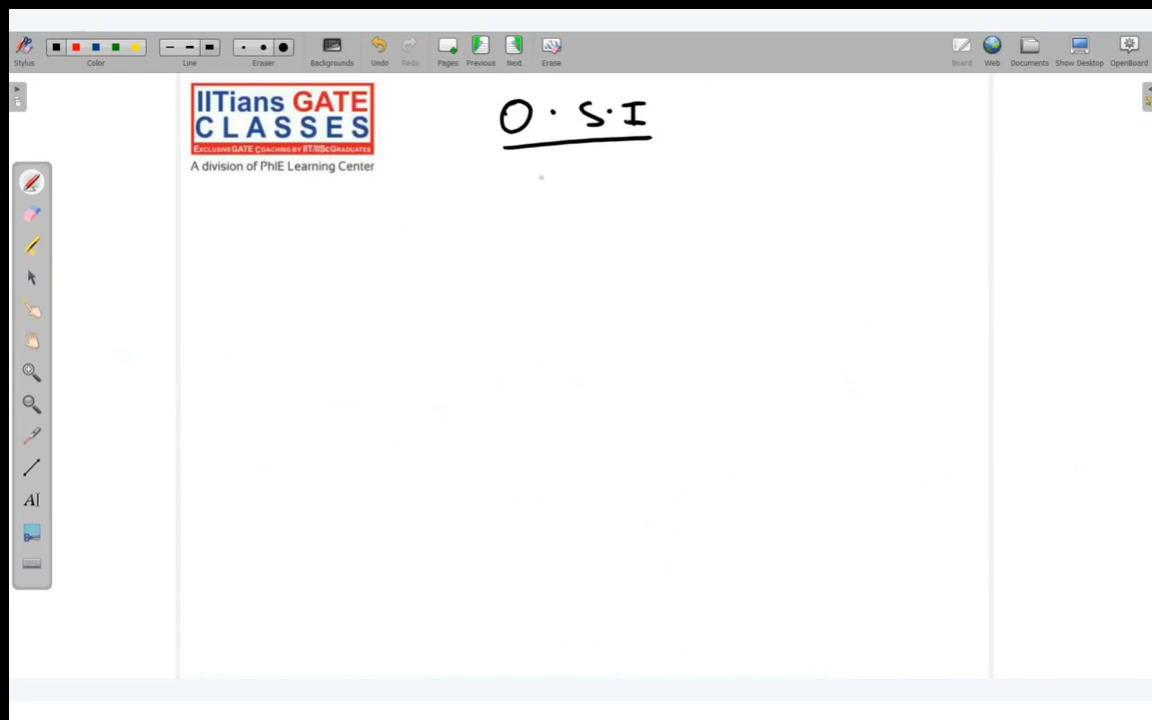 Stylus
Color
Line
Eraser
Backgrounds
Undo
Redo
Pages
Previous
Next
Erase
Board
Web
Documents
Show Desktop
OpenBoard
IITians GATE
CLASSES
EXCLUSIVE GATE COACHING BY IIT/IISC GRADUATES
A division of PhIE Learning Center
O · S · I
AI